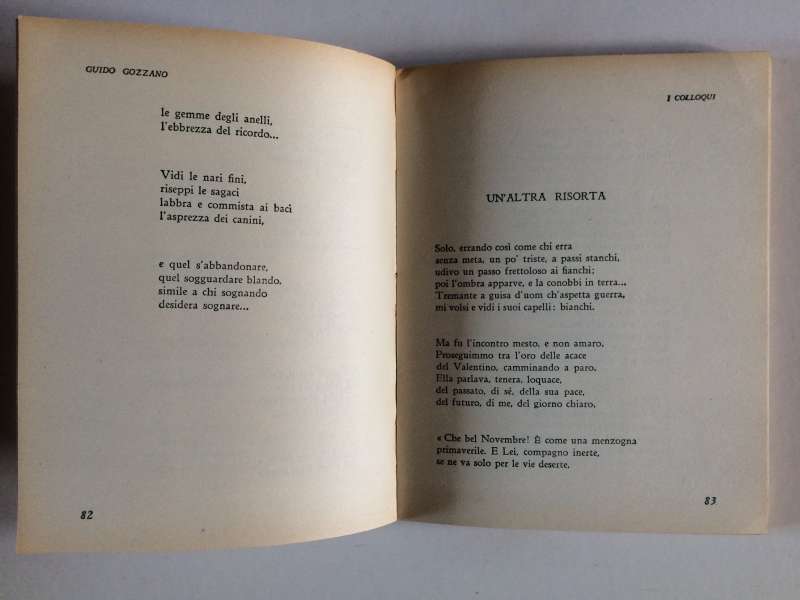 GUIDO GOZZANO
le gemme degli anelli,
l'ebbrezza del ricordo...
Vidi le nari fini,
riseppi le sagaci
labbra e commista ai baci
l'asprezza dei canini,
e quel s'abbandonare,
quel sogguardare blando,
simile a chi sognando
desidera sognare...
82
I COLLOQUI
UN'ALTRA RISORTA
Solo, errando così come chi erra
senza meta, un po' triste, a passi stanchi,
udivo un passo frettoloso ai fianchi;
poi l'ombra apparve, e la conobbi in terra...
Tremante a guisa d'uom ch'aspetta guerra,
mi volsi e vidi i suoi capelli: bianchi.
Ma fu l'incontro mesto, e non amaro.
Proseguimmo tra l'oro delle acace
del Valentino, camminando a paro.
Ella parlava, tenera, loquace,
del passato, di sé, della sua pace,
del futuro, di me, del giorno chiaro.
« Che bel Novembre! È come una menzogna
primaverile. E Lei, compagno inerte,
se ne va solo per le vie deserte,
83